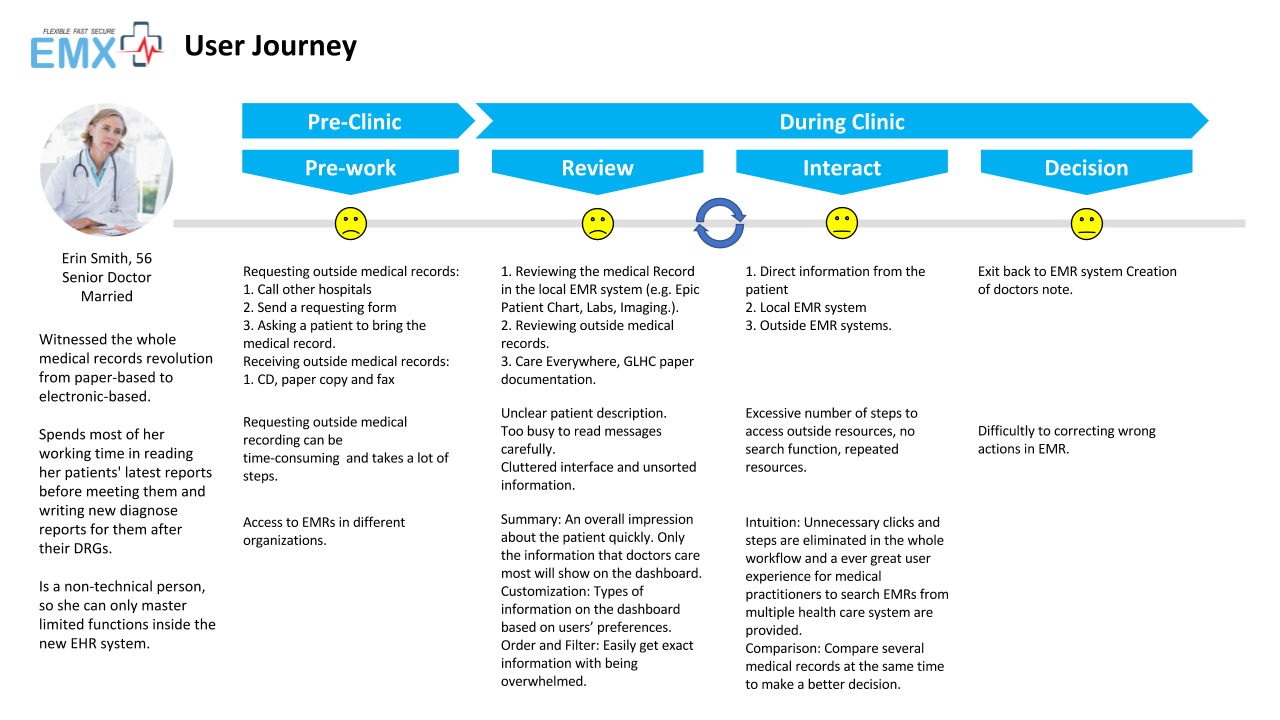 FLEXIBLE FAST SECURE
EMX
User Journey
Pre-Clinic
During Clinic
Pre-work
Review
Interact
Decision
Erin Smith, 56
Senior Doctor
Married
Witnessed the whole
medical records revolution
from paper-based to
electronic-based.
Spends most of her
working time in reading
her patients' latest reports
before meeting them and
writing new diagnose
reports for them after
their DRGs.
Is a non-technical person,
so she can only master
limited functions inside the
new EHR system.
Requesting outside medical records:
1. Call other hospitals
2. Send a requesting form
3. Asking a patient to bring the
medical record.
Receiving outside medical records:
1. CD, paper copy and fax
Requesting outside medical
recording can be
time-consuming and takes a lot of
steps.
Access to EMRs in different
organizations.
1. Reviewing the medical Record
in the local EMR system (e.g. Epic
Patient Chart, Labs, Imaging.).
2. Reviewing outside medical
records.
3. Care Everywhere, GLHC paper
documentation.
Unclear patient description.
Too busy to read messages
carefully.
Cluttered interface and unsorted
information.
Summary: An overall impression
about the patient quickly. Only
the information that doctors care
most will show on the dashboard.
Customization: Types of
information on the dashboard
based on users’ preferences.
Order and Filter: Easily get exact
information with being
overwhelmed.
1. Direct information from the
patient
2. Local EMR system
3. Outside EMR systems.
Excessive number of steps to
access outside resources, no
search function, repeated
resources.
Intuition: Unnecessary clicks and
steps are eliminated in the whole
workflow and a ever great user
experience for medical
practitioners to search EMRs from
multiple health care system are
provided.
Comparison: Compare several
medical records at the same time
to make a better decision.
Exit back to EMR system Creation
of doctors note.
Difficultly to correcting wrong
actions in EMR.